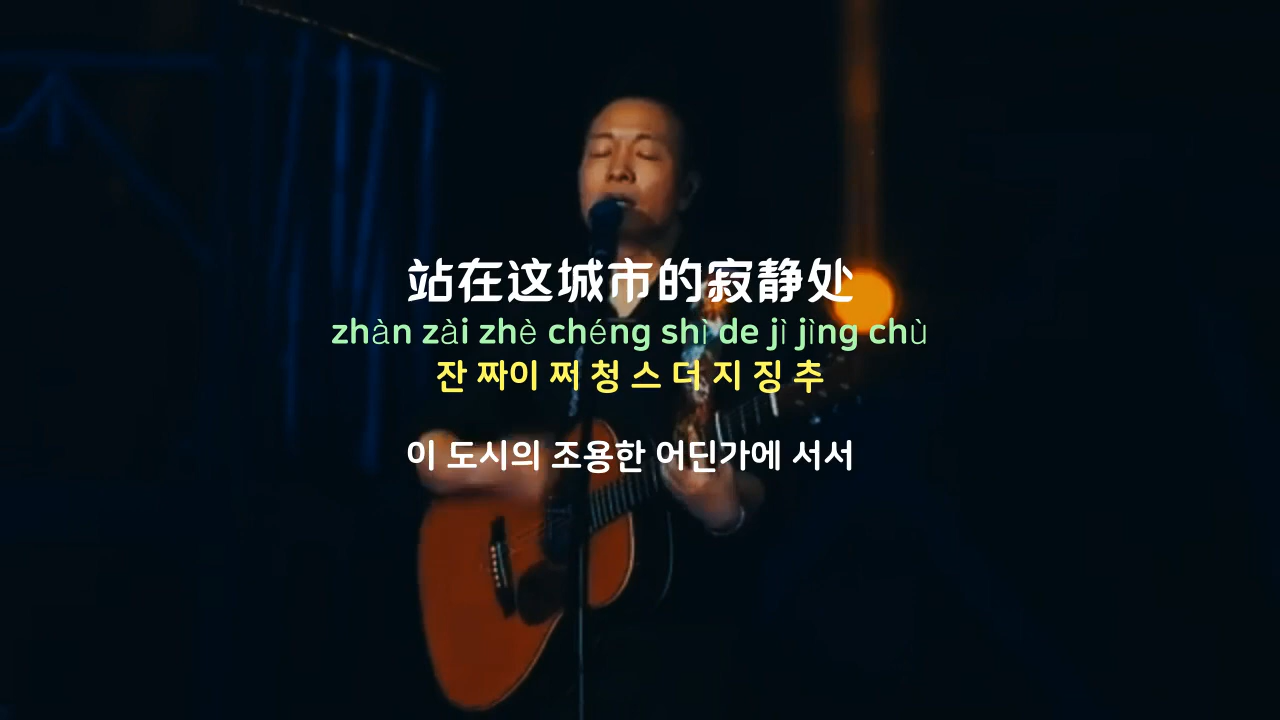 站在这城市的寂静处
zhàn zài zhè chéng shì de jì jìng chù
잔 짜이 쩌 청 스 더 지 징 추
이 도시의 조용한 어딘가에 서서